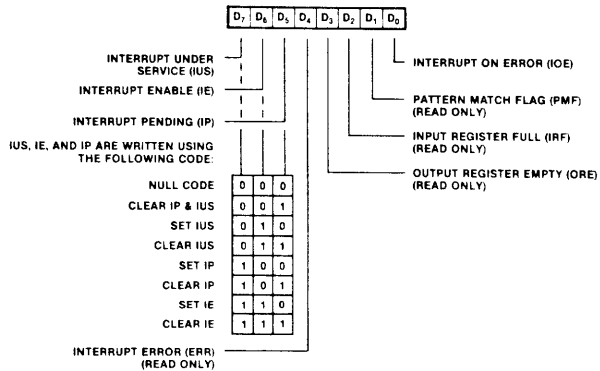 D7 D6 D5 D4 D3 D2 D1 D0
INTERRUPT UNDER
SERVICE (IUS)
INTERRUPT ENABLE (IE)
INTERRUPT PENDING (IP)
IUS, IE, AND IP ARE WRITTEN USING
THE FOLLOWING CODE:
NULL CODE 0 0 0
CLEAR IP & IUS 0 0 1
SET IUS 0 1 0
CLEAR IUS 0 1 1
SET IP 1 0 0
CLEAR IP 1 0 1
SET IE 1 1 0
CLEAR IE 1 1 1
INTERRUPT ERROR (ERR)
(READ ONLY)
INTERRUPT ON ERROR (IOE)
PATTERN MATCH FLAG (PMF)
(READ ONLY)
INPUT REGISTER FULL (IRF)
(READ ONLY)
OUTPUT REGISTER EMPTY (ORE)
(READ ONLY)